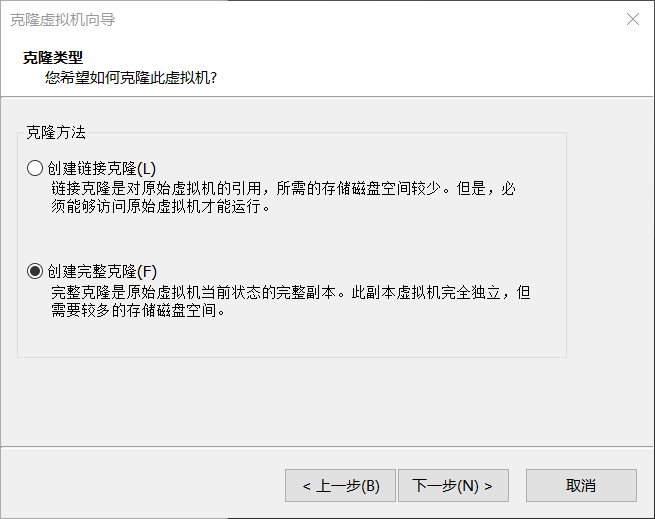 克隆虚拟机向导
克隆类型
您希望如何克隆此虚拟机?
克隆方法
创建链接克隆(L)
链接克隆是对原始虚拟机的引用，所需的存储磁盘空间较少。但是，必
须能够访问原始虚拟机才能运行。
创建完整克隆(F)
完整克隆是原始虚拟机当前状态的完整副本。此副本虚拟机完全独立，但
需要较多的存储磁盘空间。
< 上一步(B) 下一步(N) > 取消